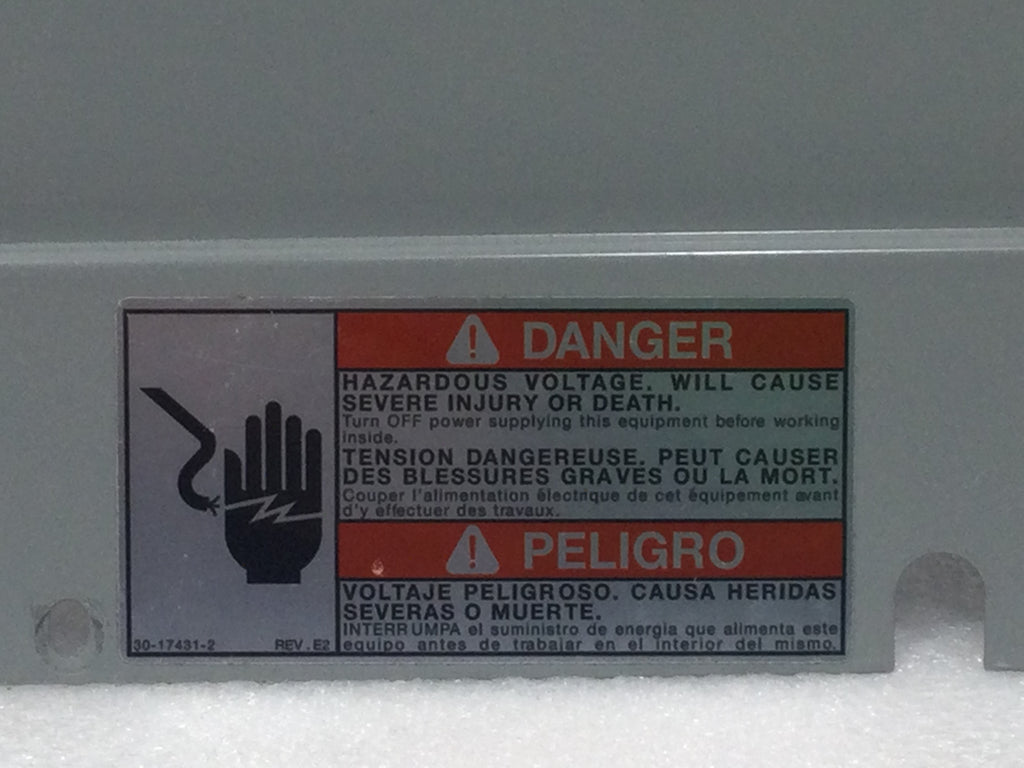 DANGER
HAZARDOUS VOLTAGE. WILL CAUSE
SEVERE INJURY OR DEATH.
Turn OFF power supplying this equipment before working
inside.
TENSION DANGEREUSE. PEUT CAUSER
DES BLESSURES GRAVES OU LA MORT.
Couper l'alimentation électrique de cet équipement avant
d'y effectuer des travaux.
PELIGRO
VOLTAJE PELIGROSO. CAUSA HERIDAS
SEVERAS O MUERTE.
INTERRUMPA el suministro de energia que alimenta este
equipo antes de trabajar en el interior del mismo.
30-17431-2 REV. E2